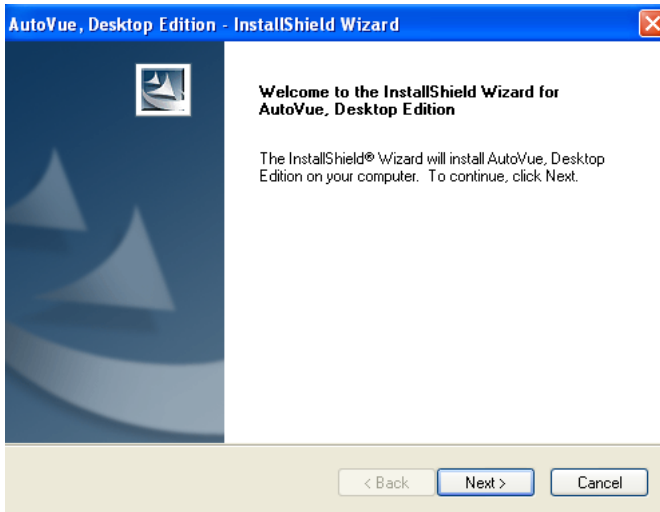 AutoVue, Desktop Edition - InstallShield Wizard
Welcome to the InstallShield Wizard for
AutoVue, Desktop Edition
The InstallShield® Wizard will install AutoVue, Desktop
Edition on your computer. To continue, click Next.
< Back Next > Cancel